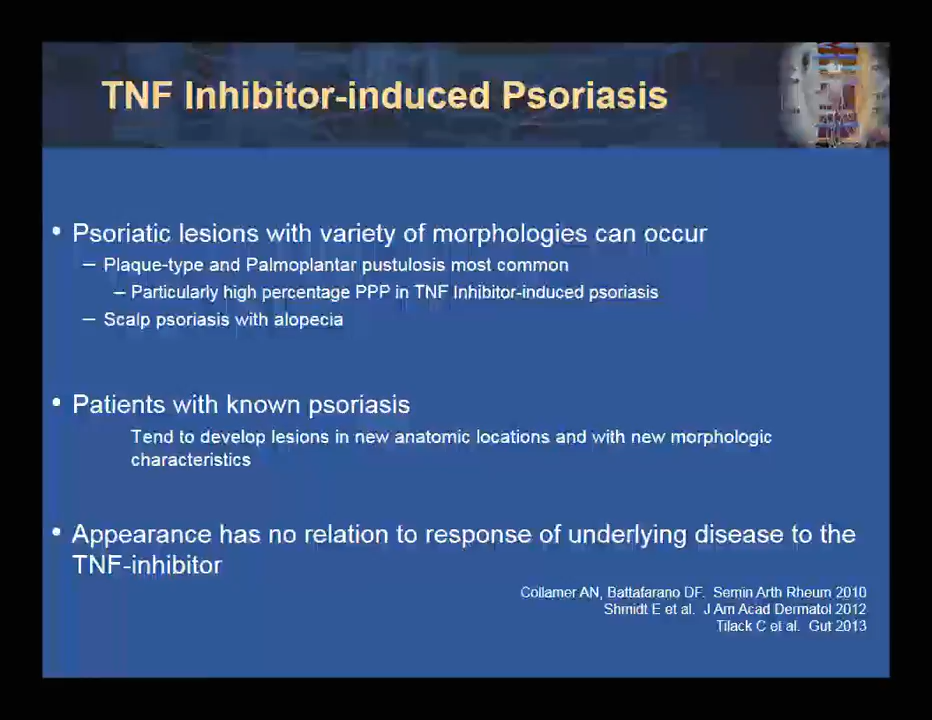 TNF Inhibitor-induced Psoriasis
• Psoriatic lesions with variety of morphologies can occur
– Plaque-type and Palmoplantar pustulosis most common
– Particularly high percentage PPP in TNF Inhibitor-induced psoriasis
– Scalp psoriasis with alopecia
• Patients with known psoriasis
Tend to develop lesions in new anatomic locations and with new morphologic
characteristics
• Appearance has no relation to response of underlying disease to the
TNF-inhibitor
Collamer AN, Battafarano DF. Semin Arth Rheum 2010
Shmidt E et al. J Am Acad Dermatol 2012
Tilack C et al. Gut 2013